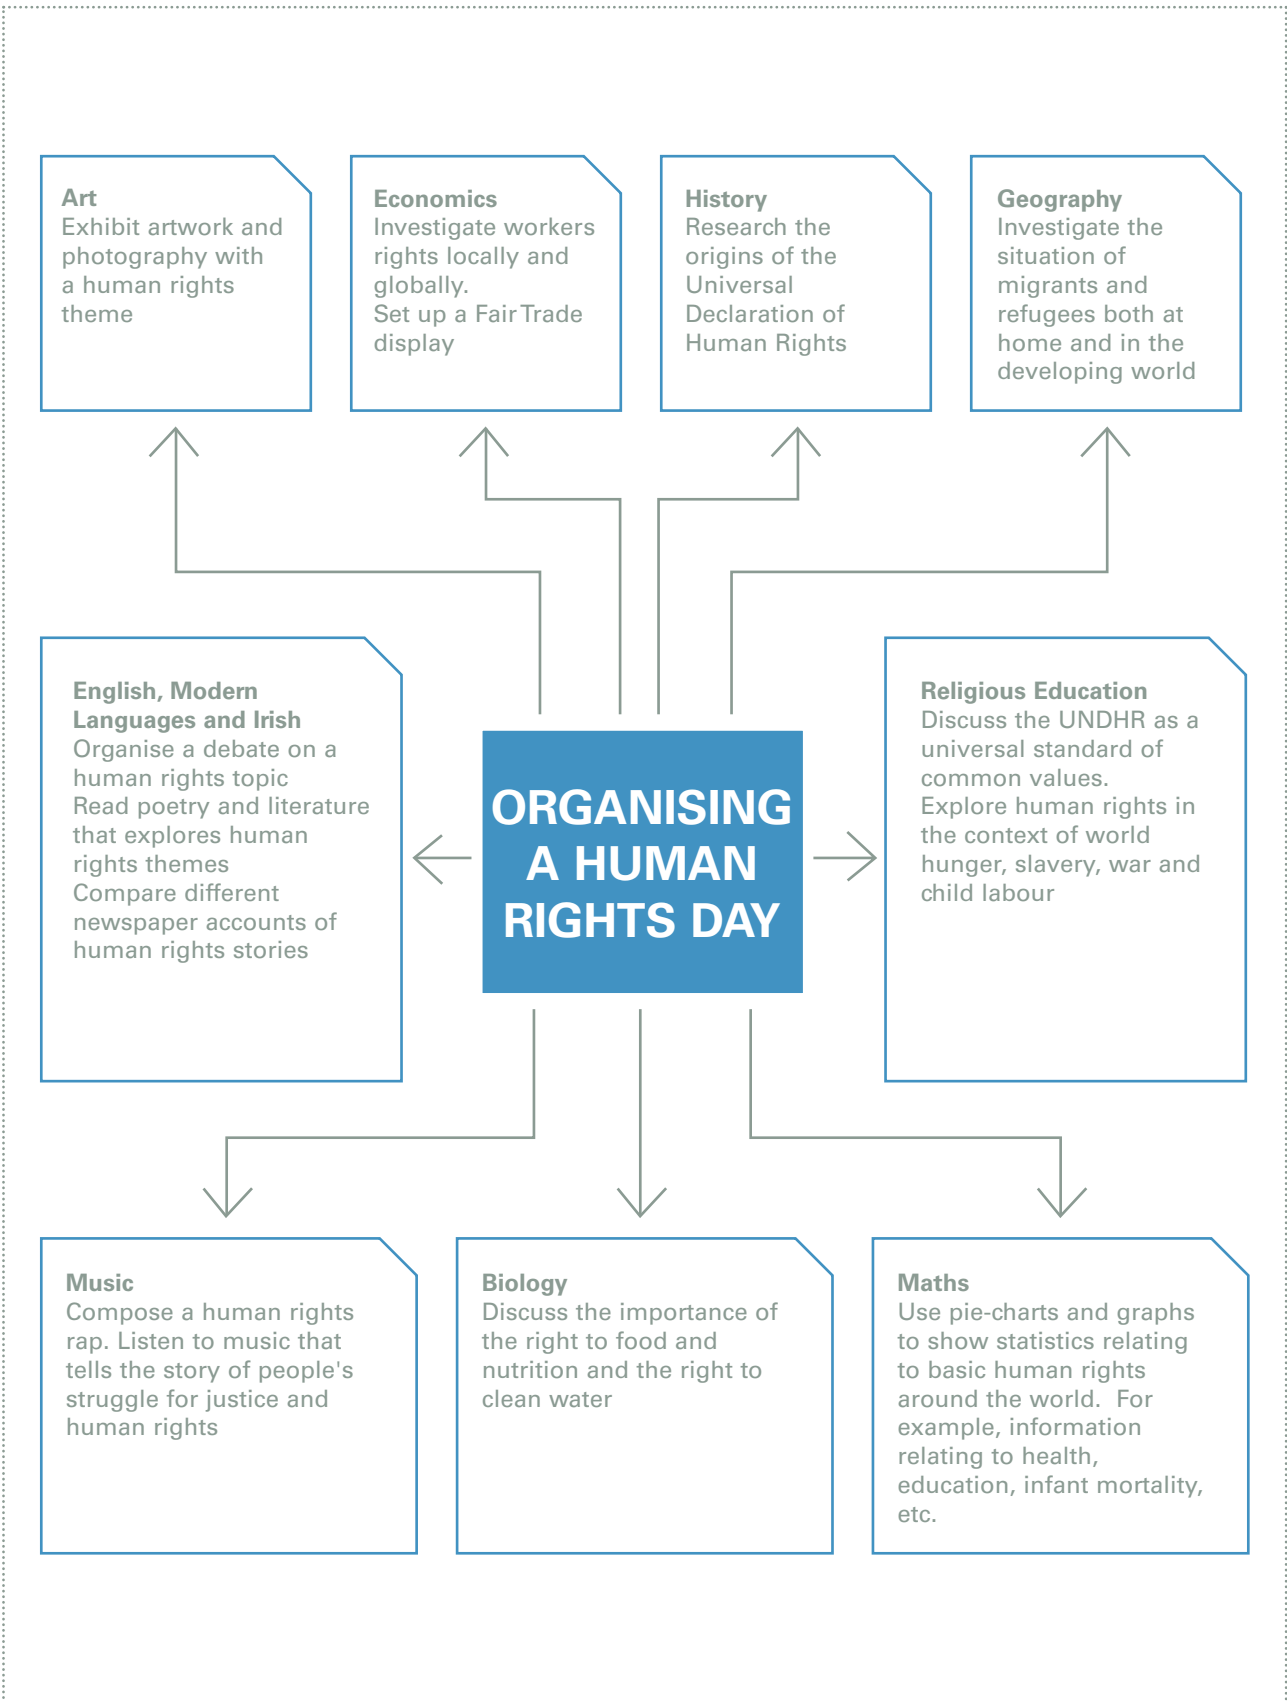 Art
Exhibit artwork and
photography with
a human rights
theme
Economics
Investigate workers
rights locally and
globally.
Set up a Fair Trade
display
History
Research the
origins of the
Universal
Declaration of
Human Rights
Geography
Investigate the
situation of
migrants and
refugees both at
home and in the
developing world
English, Modern
Languages and Irish
Organise a debate on a
human rights topic
Read poetry and literature
that explores human
rights themes
Compare different
newspaper accounts of
human rights stories
ORGANISING
A HUMAN
RIGHTS DAY
Religious Education
Discuss the UNDHR as a
universal standard of
common values.
Explore human rights in
the context of world
hunger, slavery, war and
child labour
Music
Compose a human rights
rap. Listen to music that
tells the story of people's
struggle for justice and
human rights
Biology
Discuss the importance of
the right to food and
nutrition and the right to
clean water
Maths
Use pie-charts and graphs
to show statistics relating
to basic human rights
around the world.  For
example, information
relating to health,
education, infant mortality,
etc.